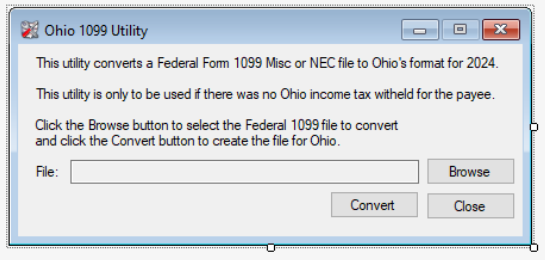 Ohio 1099 Utility
This utility converts a Federal Form 1099 Misc or NEC file to Ohio's format for 2024.
This utility is only to be used if there was no Ohio income tax witheld for the payee.
Click the Browse button to select the Federal 1099 file to convert
and click the Convert button to create the file for Ohio.
File:
Browse
Convert
Close